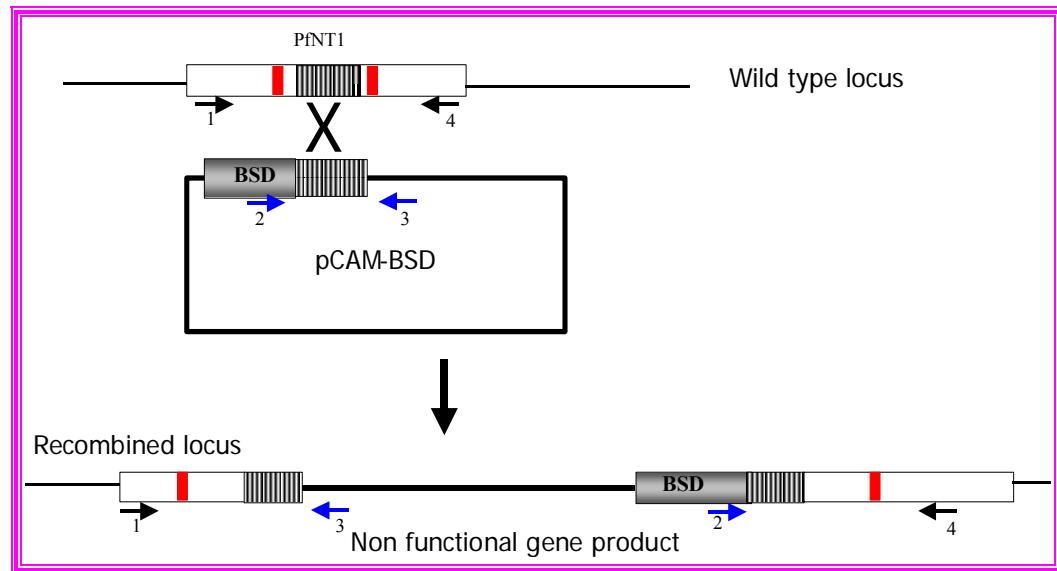 PfNT1
Wild type locus
1
4
BSD
2
3
pCAM-BSD
Recombined locus
BSD
1
3
2
4
Non functional gene product